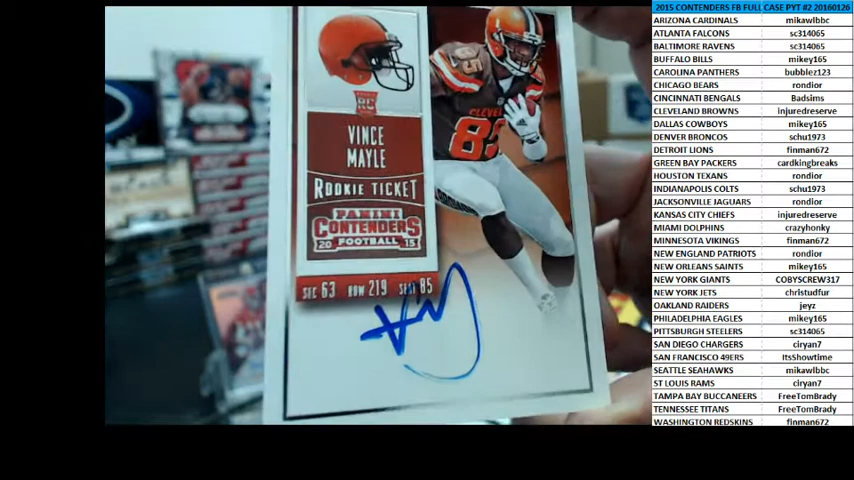 RC
VINCE
MAYLE
ROOKIE TICKET
PANINI
CONTENDERS
20 FOOTBALL 15
SEC 63 ROW 219 SEAT 85
CLEVELAND
85
2015 CONTENDERS FB FULL CASE PYT #2 20160126
ARIZONA CARDINALS mikawlbbc
ATLANTA FALCONS sc314065
BALTIMORE RAVENS sc314065
BUFFALO BILLS mikey165
CAROLINA PANTHERS bubblez123
CHICAGO BEARS rondior
CINCINNATI BENGALS Badsims
CLEVELAND BROWNS injuredreserve
DALLAS COWBOYS mikey165
DENVER BRONCOS schu1973
DETROIT LIONS finman672
GREEN BAY PACKERS cardkingbreaks
HOUSTON TEXANS rondior
INDIANAPOLIS COLTS schu1973
JACKSONVILLE JAGUARS rondior
KANSAS CITY CHIEFS injuredreserve
MIAMI DOLPHINS crazyhonky
MINNESOTA VIKINGS finman672
NEW ENGLAND PATRIOTS rondior
NEW ORLEANS SAINTS mikey165
NEW YORK GIANTS COBYSCREW317
NEW YORK JETS christudfur
OAKLAND RAIDERS jeyz
PHILADELPHIA EAGLES mikey165
PITTSBURGH STEELERS sc314065
SAN DIEGO CHARGERS ciryan7
SAN FRANCISCO 49ERS ItsShowtime
SEATTLE SEAHAWKS mikawlbbc
ST LOUIS RAMS ciryan7
TAMPA BAY BUCCANEERS FreeTomBrady
TENNESSEE TITANS FreeTomBrady
WASHINGTON REDSKINS finman672